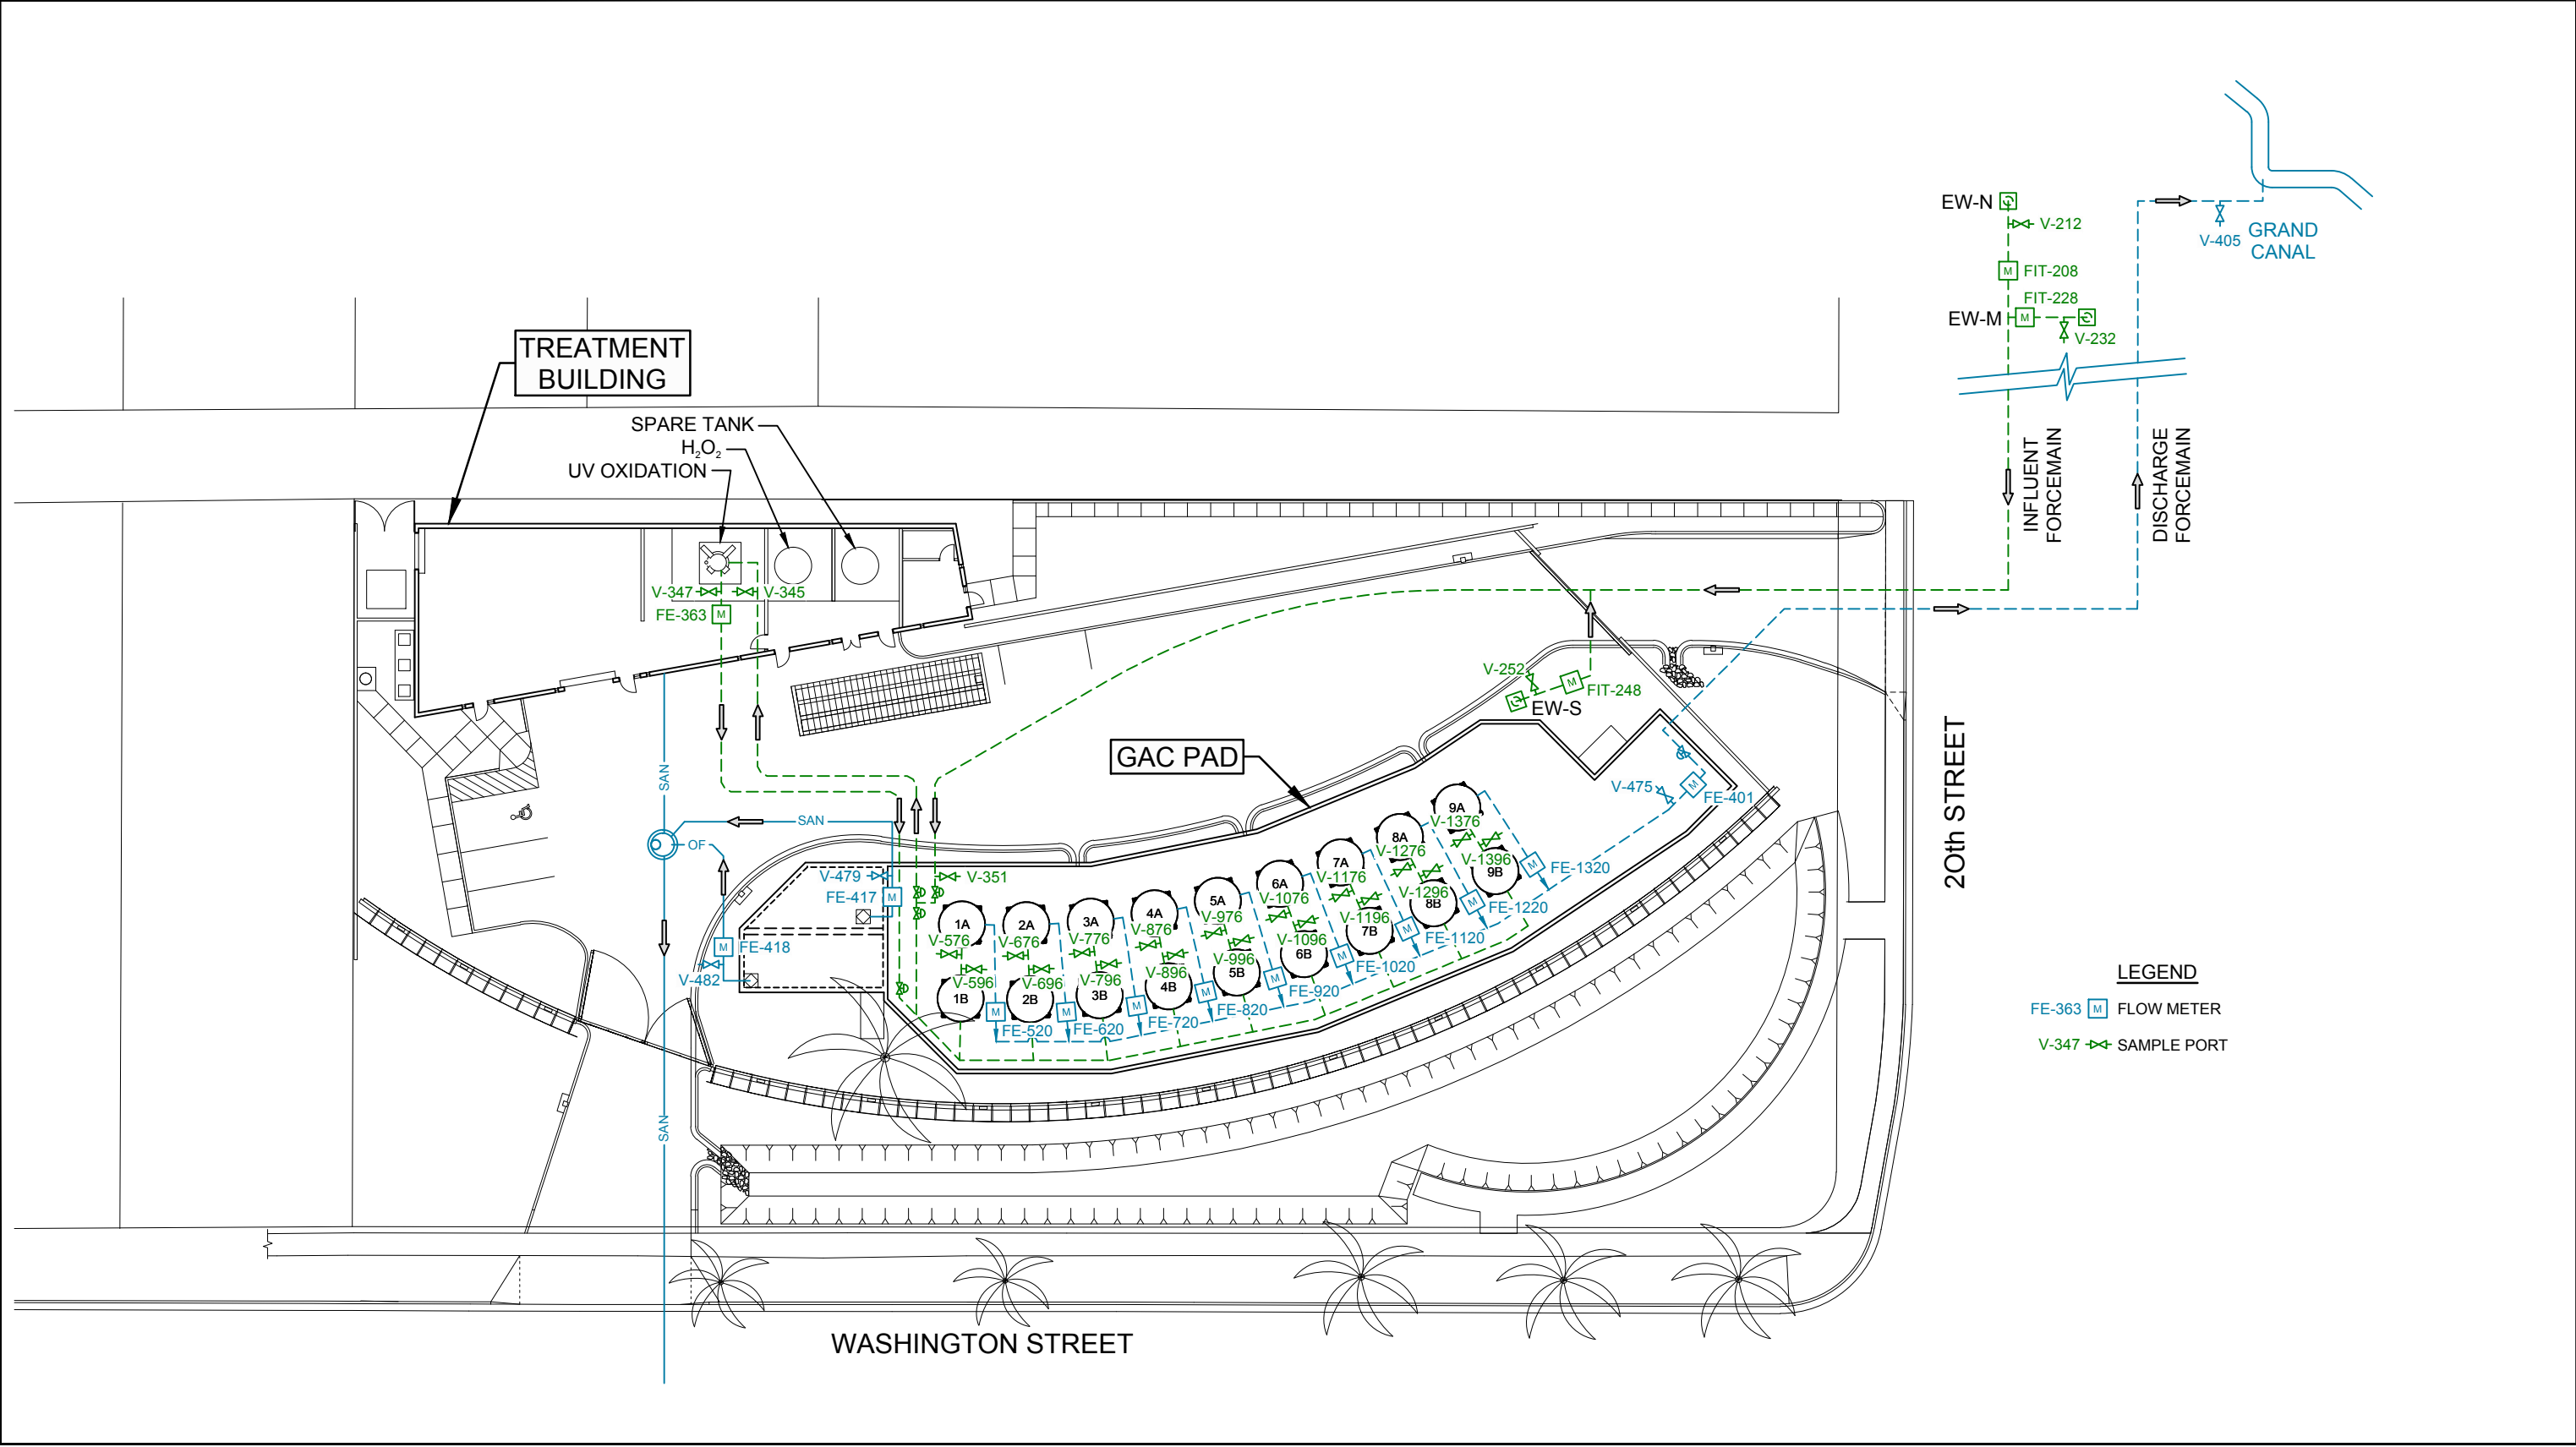 EW-N
V-212
FIT-208
FIT-228
EW-M
V-232
V-405
GRAND
CANAL
TREATMENT
BUILDING
SPARE TANK
H₂O₂
UV OXIDATION
INFLUENT
FORCEMAIN
DISCHARGE
FORCEMAIN
V-347
V-345
FE-363
M
V-252
FIT-248
EW-S
GAC PAD
V-475
FE-401
20th STREET
SAN
SAN
OF
V-479
FE-417
V-351
FE-418
V-482
SAN
1A
2A
3A
4A
5A
6A
7A
8A
9A
V-576
V-676
V-776
V-876
V-976
V-1076
V-1176
V-1276
V-1376
V-596
V-696
V-796
V-896
V-996
V-1096
V-1196
V-1296
V-1396
1B
2B
3B
4B
5B
6B
7B
8B
9B
FE-520
FE-620
FE-720
FE-820
FE-920
FE-1020
FE-1120
FE-1220
FE-1320
LEGEND
FE-363 M FLOW METER
V-347 SAMPLE PORT
WASHINGTON STREET